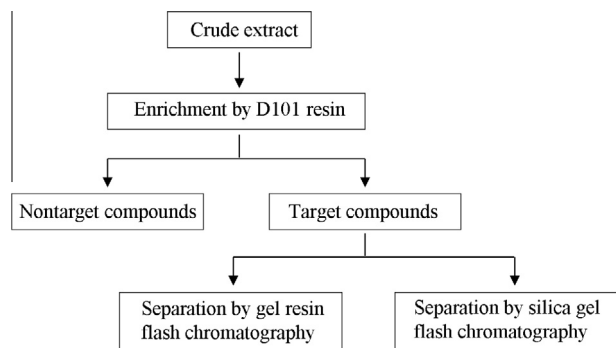 Crude extract
Enrichment by D101 resin
Nontarget compounds
Target compounds
Separation by gel resin
flash chromatography
Separation by silica gel
flash chromatography